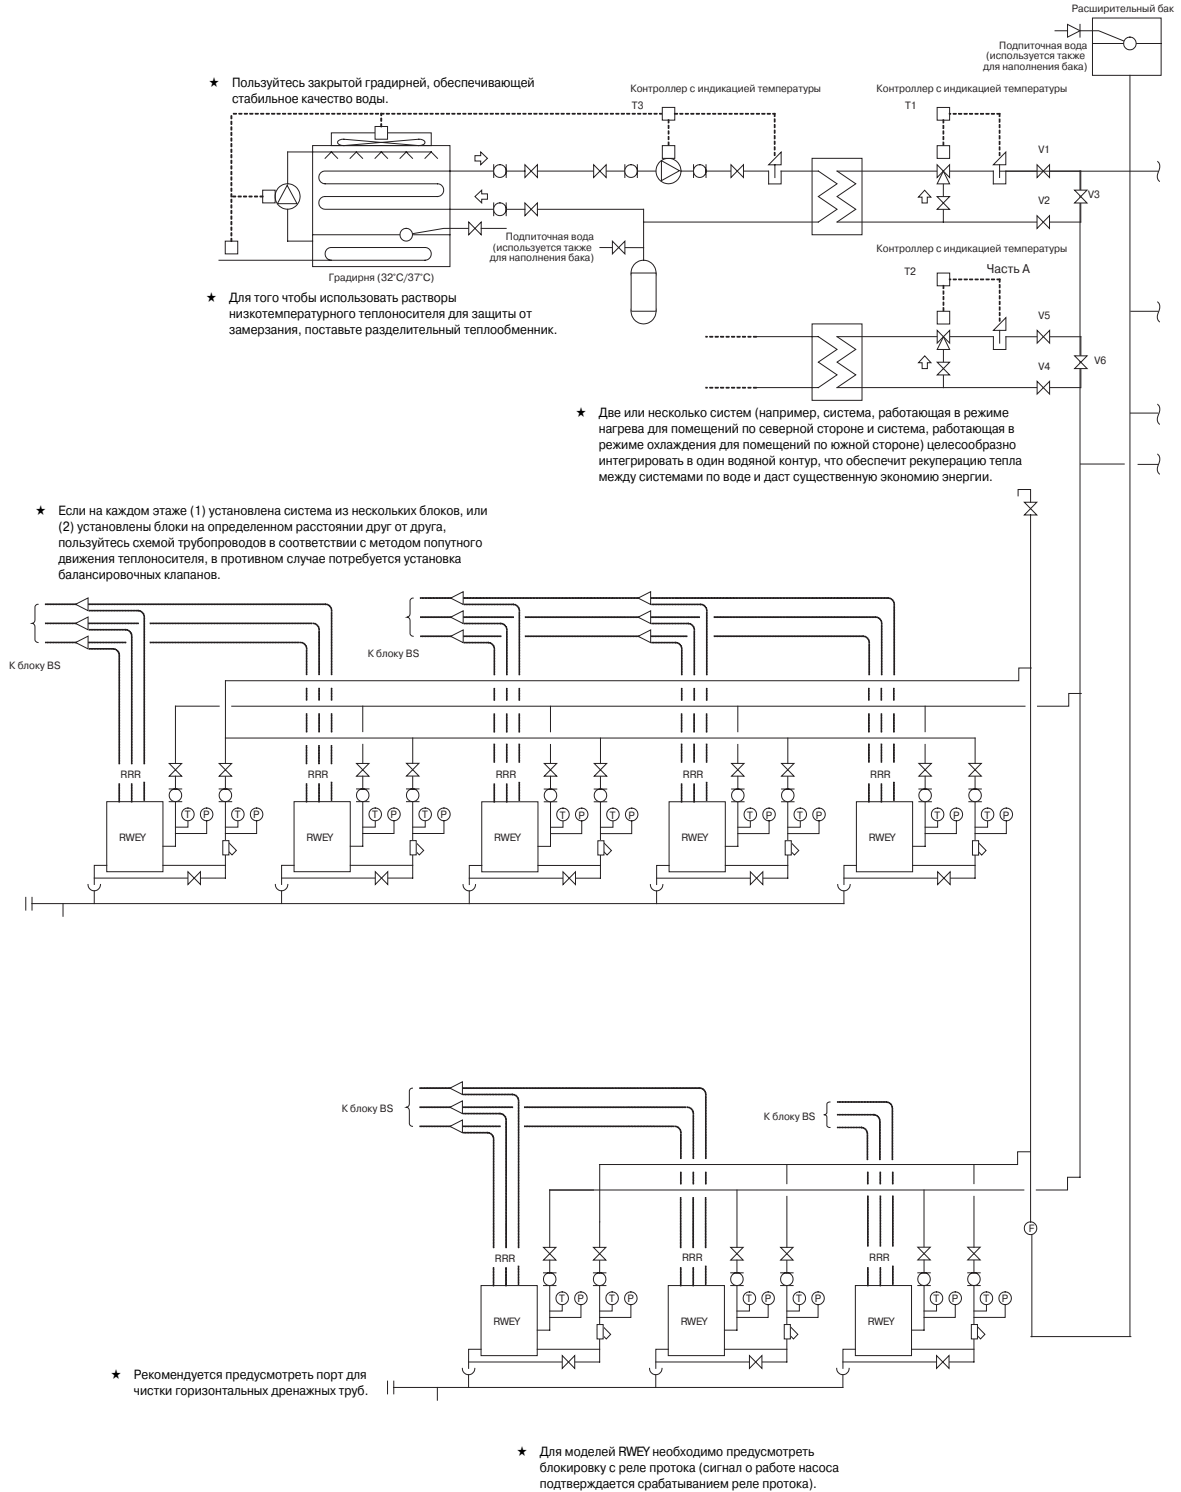 Расширительный бак
Подпиточная вода
(используется также
для наполнения бака)
★ Пользуйтесь закрытой градирней, обеспечивающей
стабильное качество воды.
Контроллер с индикацией температуры
T3
Контроллер с индикацией температуры
T1
V1
V2
V3
Подпиточная вода
(используется также
для наполнения бака)
Градирня (32°C/37°C)
Контроллер с индикацией температуры
T2
Часть А
V5
V4
V6
★ Для того чтобы использовать растворы
низкотемпературного теплоносителя для защиты от
замерзания, поставьте разделительный теплообменник.
★ Две или несколько систем (например, система, работающая в режиме
нагрева для помещений по северной стороне и система, работающая в
режиме охлаждения для помещений по южной стороне) целесообразно
интегрировать в один водяной контур, что обеспечит рекуперацию тепла
между системами по воде и даст существенную экономию энергии.
★ Если на каждом этаже (1) установлена система из нескольких блоков, или
(2) установлены блоки на определенном расстоянии друг от друга,
пользуйтесь схемой трубопроводов в соответствии с методом попутного
движения теплоносителя, в противном случае потребуется установка
балансировочных клапанов.
К блоку BS
К блоку BS
RRR RRR RRR RRR RRR
T P T P T P T P T P T P T P T P T P T P
RWEY RWEY RWEY RWEY RWEY
К блоку BS
К блоку BS
F
RRR RRR RRR
T P T P T P T P T P T P
RWEY RWEY RWEY
★ Рекомендуется предусмотреть порт для
чистки горизонтальных дренажных труб.
★ Для моделей RWEY необходимо предусмотреть
блокировку с реле протока (сигнал о работе насоса
подтверждается срабатыванием реле протока).